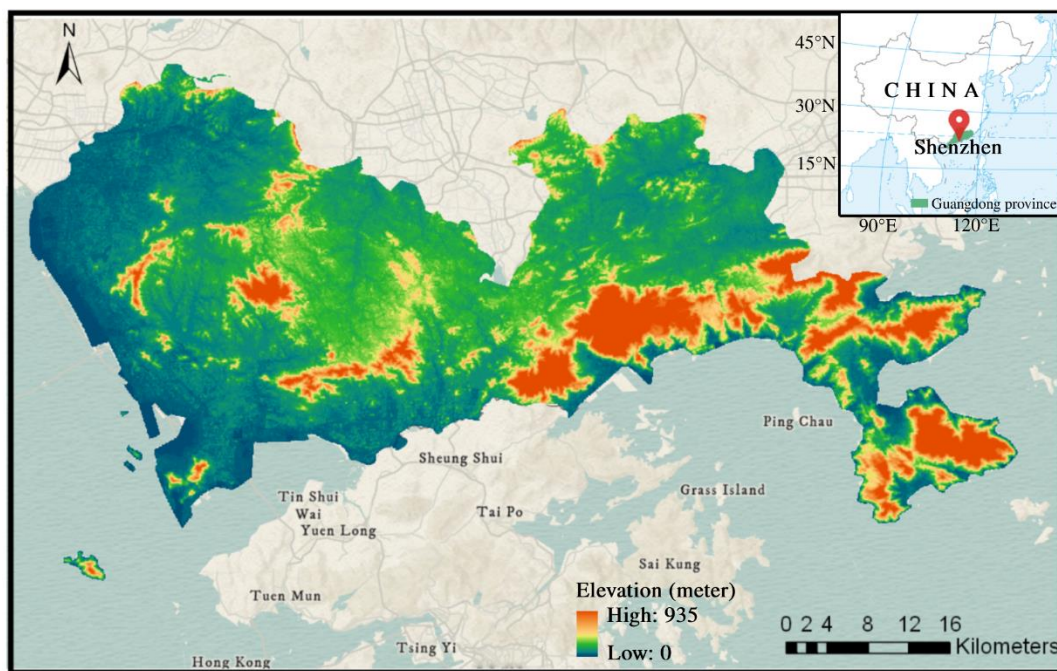 N
45°N
30°N
15°N
CHINA
Shenzhen
Guangdong province
90°E
120°E
Ping Chau
Sheung Shui
Grass Island
Tin Shui
Wai
Yuen Long
Tai Po
Sai Kung
Tuen Mun
Tsing Yi
Hong Kong
Elevation (meter)
High: 935
Low: 0
0 2 4 8 12 16
Kilometers